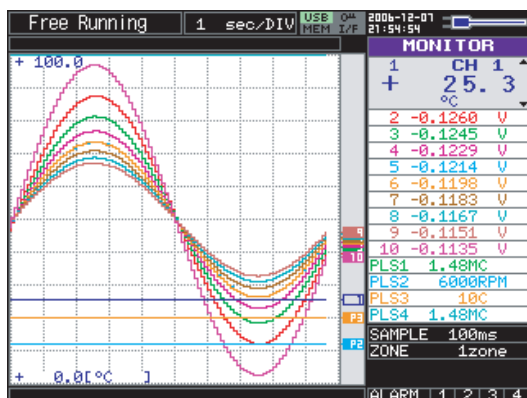 Free Running 1 sec/DIV USB MEM I/F 2006-12-07 21:54:54
MONITOR
+ 100.0
1 CH 1
+ 25. 3
°C
2 -0.1260 V
3 -0.1245 V
4 -0.1229 V
5 -0.1214 V
6 -0.1198 V
7 -0.1183 V
8 -0.1167 V
9 -0.1151 V
10 -0.1135 V
9
10
1
P3
P2
PLS1 1.48MC
PLS2 6000RPM
PLS3 10C
PLS4 1.48MC
SAMPLE 100ms
ZONE 1zone
+ 0.0[°C ]
ALARM 1 2 3 4